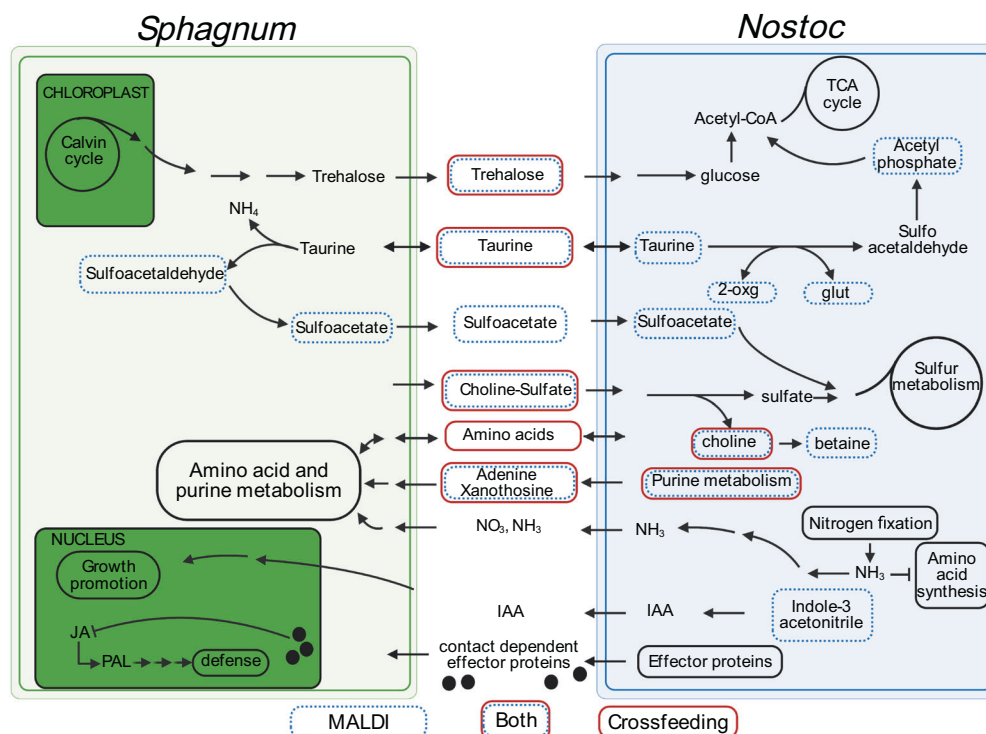 Sphagnum
Nostoc
CHLOROPLAST
Calvin
cycle
Trehalose
NH₄
Taurine
Sulfoacetaldehyde
Sulfoacetate
Amino acid and
purine metabolism
NUCLEUS
Growth
promotion
JA
PAL
defense
Trehalose
Taurine
Sulfoacetate
Choline-Sulfate
Amino acids
Adenine
Xanothosine
NO₃, NH₃
IAA
contact dependent
effector proteins
TCA
cycle
Acetyl-CoA
glucose
Acetyl
phosphate
Sulfo
acetaldehyde
Taurine
2-oxg
glut
Sulfoacetate
Sulfur
metabolism
sulfate
choline
betaine
Purine metabolism
Nitrogen fixation
NH₃
NH₃
Amino
acid
synthesis
IAA
Indole-3
acetonitrile
Effector proteins
MALDI
Both
Crossfeeding